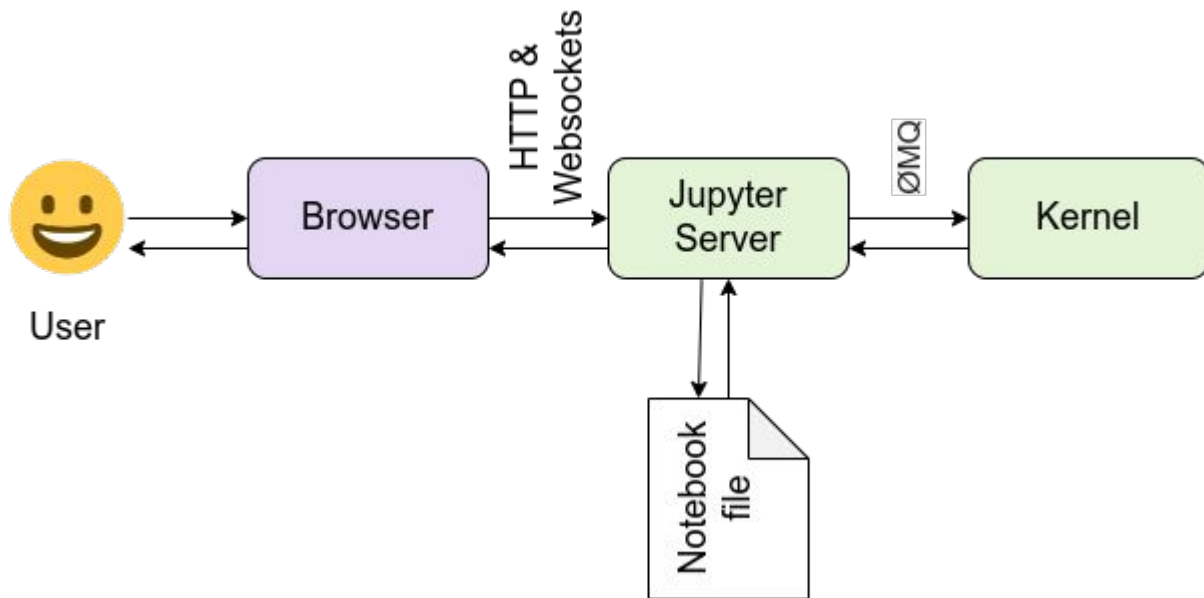 HTTP &
Websockets
ØMQ
Browser
Jupyter
Server
Kernel
User
Notebook
file